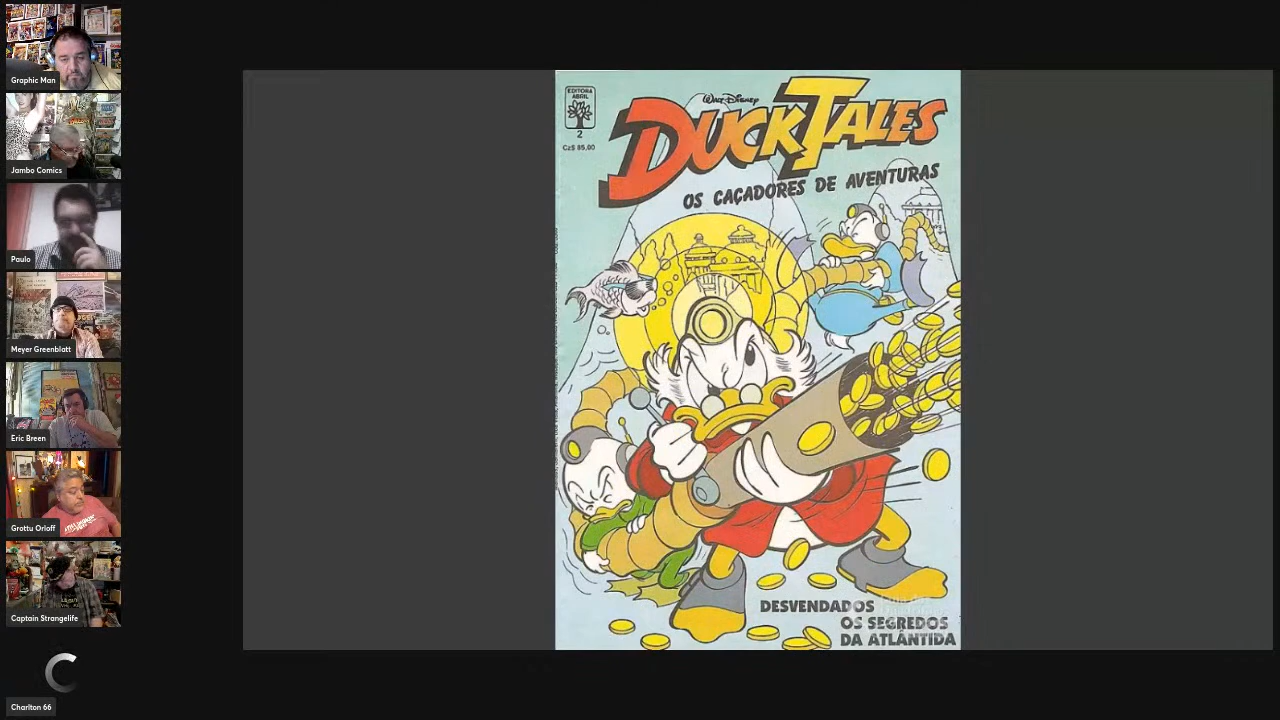 Graphic Man
Jambo Comics
Paulo
Meyer Greenblatt
Eric Breen
Grottu Orloff
Captain Strangelife
Charlton 66
EDITORA
ABRIL
2
Cz$ 85,00
WALT DISNEY
DUCKTALES
OS CAÇADORES DE AVENTURAS
DESVENDADOS
OS SEGREDOS
DA ATLÂNTIDA